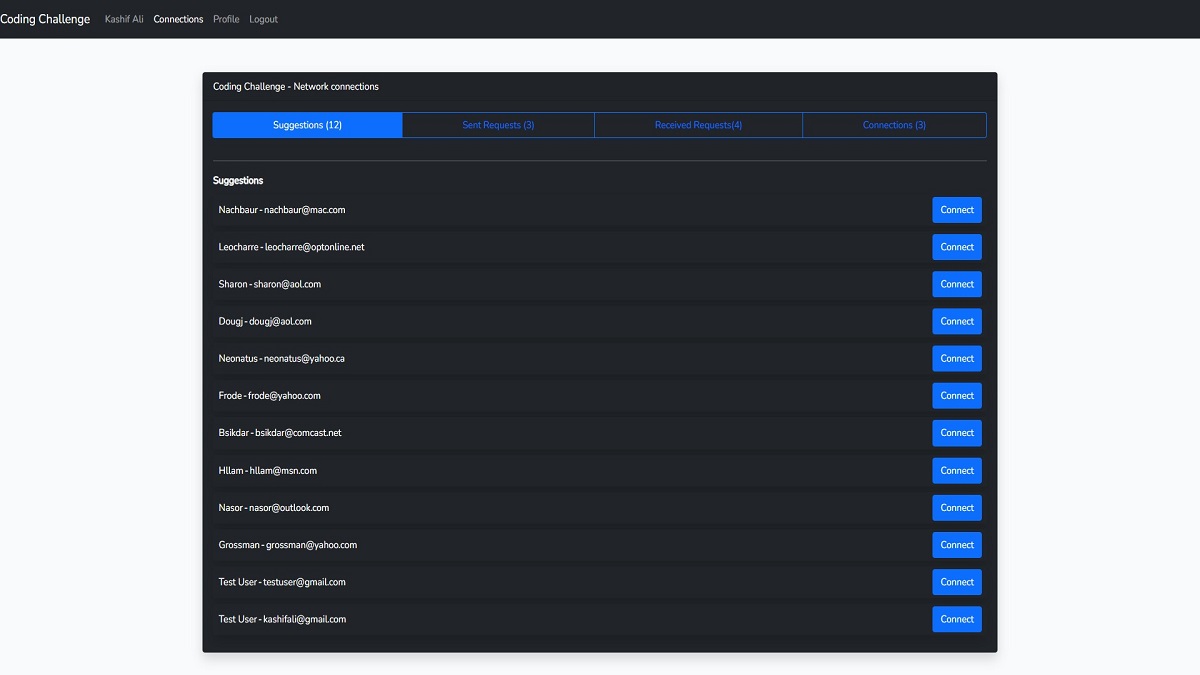 Coding Challenge Kashif Ali Connections Profile Logout
Coding Challenge - Network connections
Suggestions (12) Sent Requests (3) Received Requests(4) Connections (3)
Suggestions
Nachbaur - nachbaur@mac.com Connect
Leocharre - leocharre@optonline.net Connect
Sharon - sharon@aol.com Connect
Dougj - dougj@aol.com Connect
Neonatus - neonatus@yahoo.ca Connect
Frode - frode@yahoo.com Connect
Bsikdar - bsikdar@comcast.net Connect
Hllam - hllam@msn.com Connect
Nasor - nasor@outlook.com Connect
Grossman - grossman@yahoo.com Connect
Test User - testuser@gmail.com Connect
Test User - kashifali@gmail.com Connect